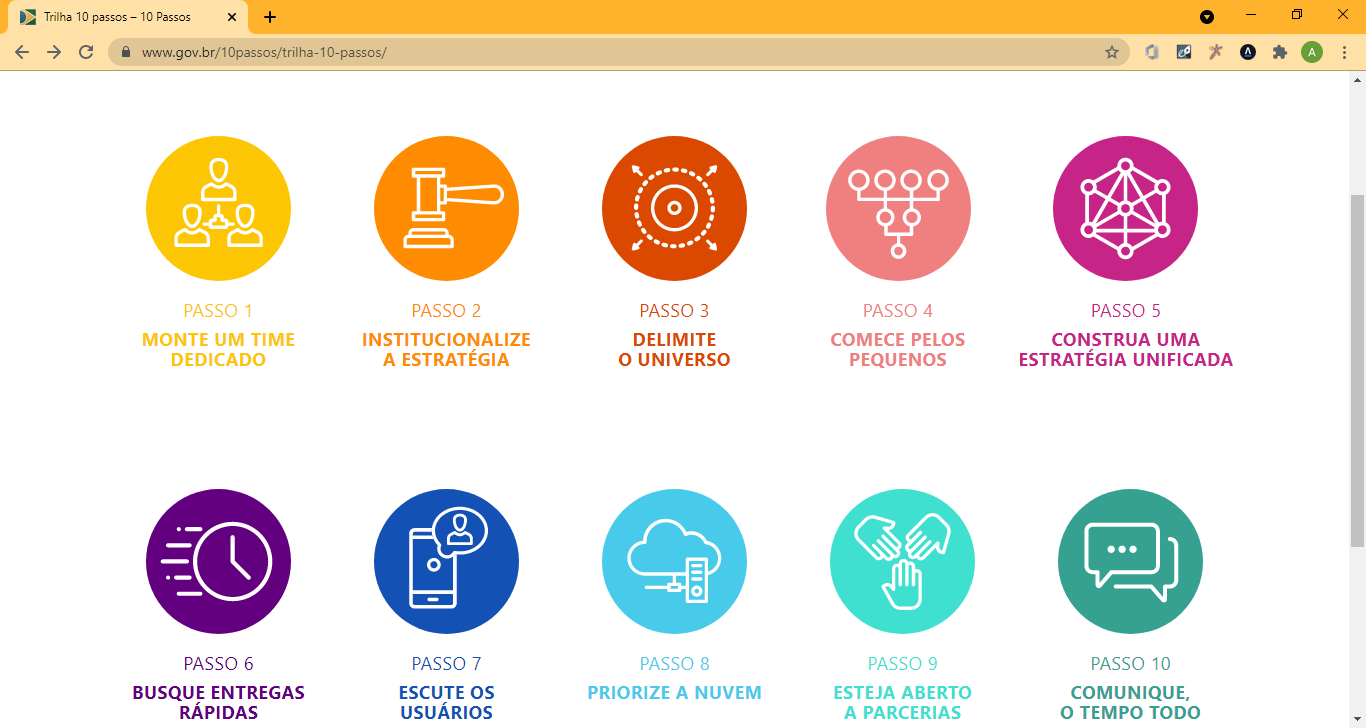 Trilha 10 passos – 10 Passos
www.gov.br/10passos/trilha-10-passos/
A
PASSO 1
MONTE UM TIME
DEDICADO
PASSO 2
INSTITUCIONALIZE
A ESTRATÉGIA
PASSO 3
DELIMITE
O UNIVERSO
PASSO 4
COMECE PELOS
PEQUENOS
PASSO 5
CONSTRUA UMA
ESTRATÉGIA UNIFICADA
PASSO 6
BUSQUE ENTREGAS
RÁPIDAS
PASSO 7
ESCUTE OS
USUÁRIOS
PASSO 8
PRIORIZE A NUVEM
PASSO 9
ESTEJA ABERTO
A PARCERIAS
PASSO 10
COMUNIQUE,
O TEMPO TODO